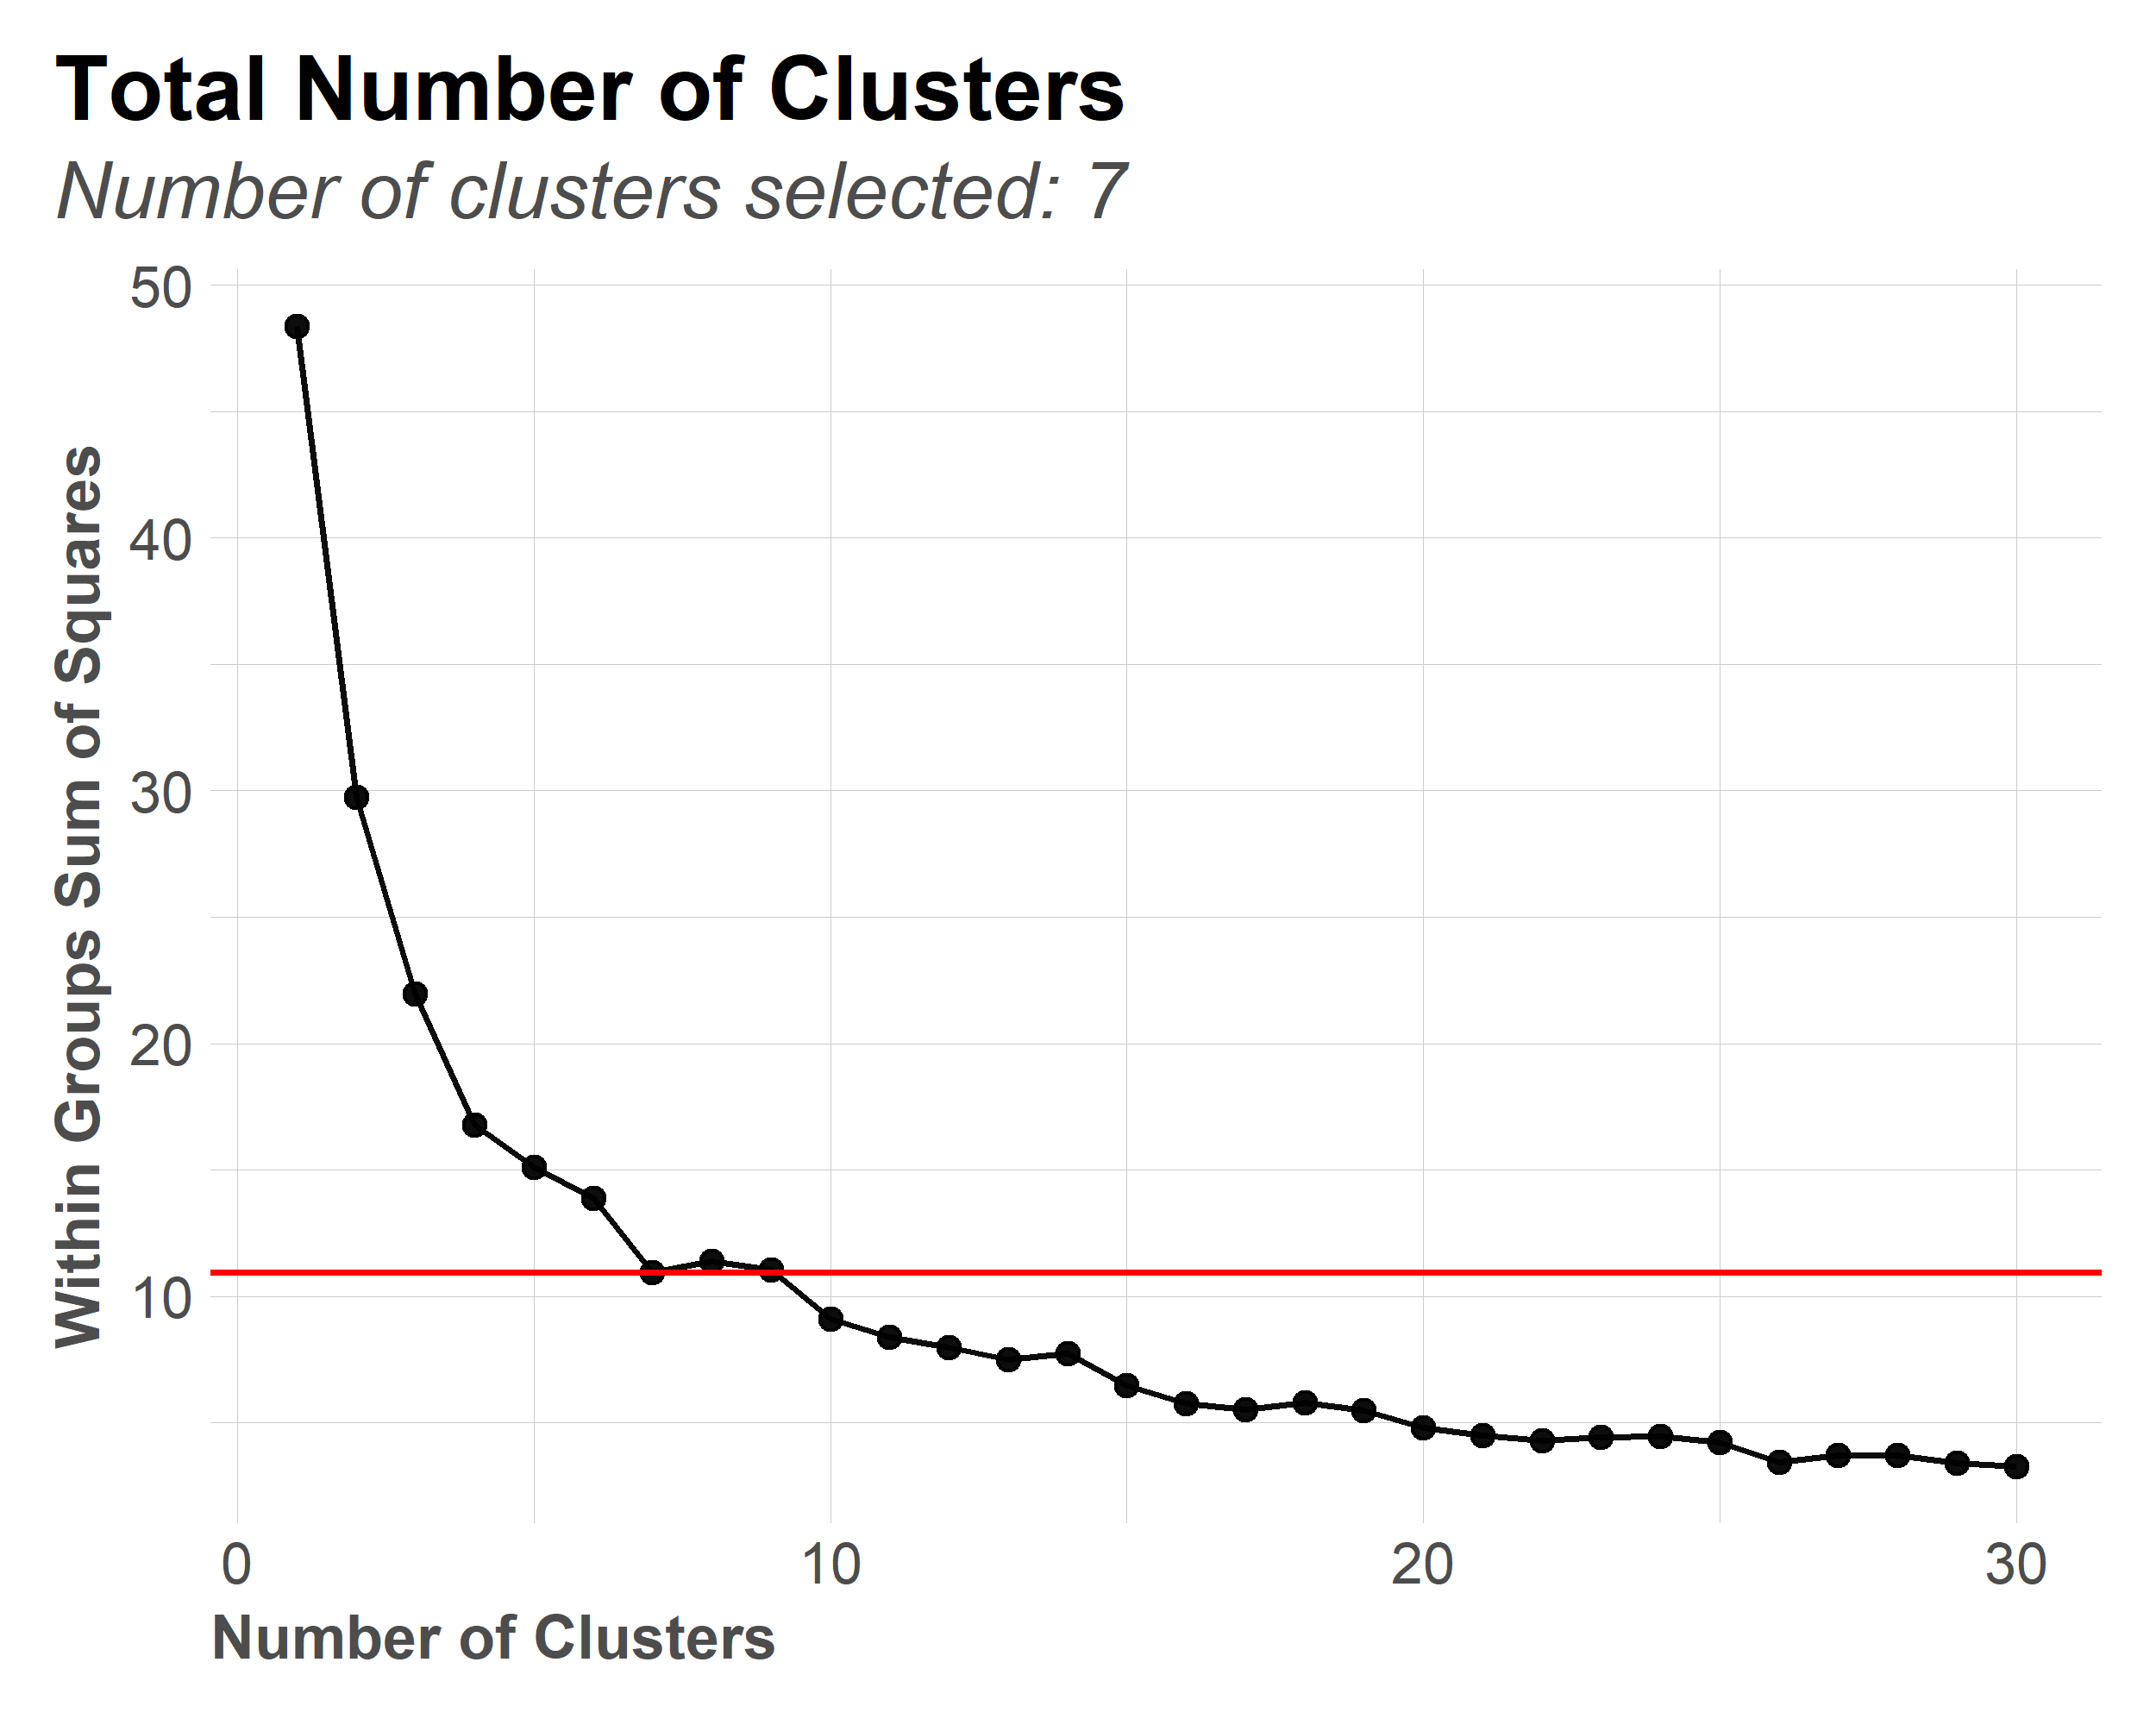 Total Number of Clusters
Number of clusters selected: 7
Within Groups Sum of Squares
50
40
30
20
10
0 10 20 30
Number of Clusters